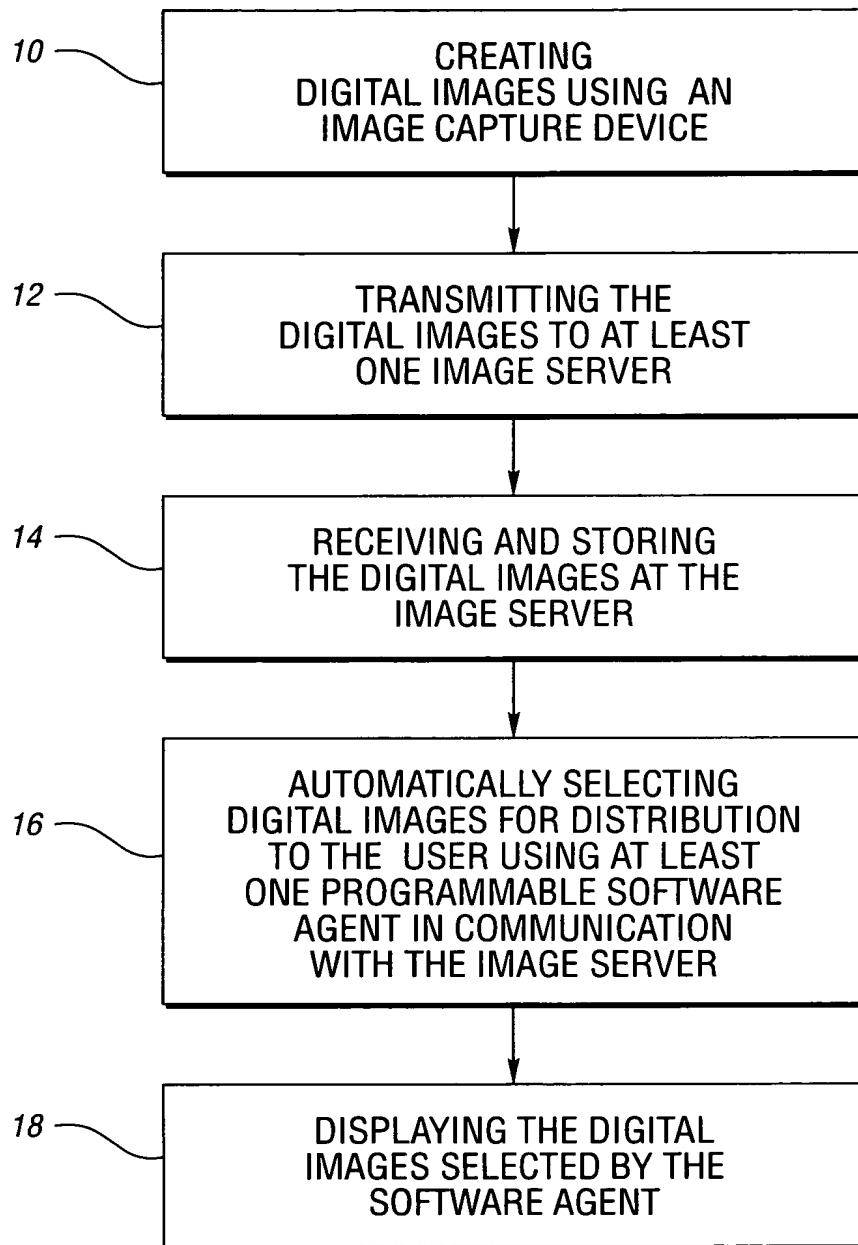 10
CREATING
DIGITAL IMAGES USING AN
IMAGE CAPTURE DEVICE
12
TRANSMITTING THE
DIGITAL IMAGES TO AT LEAST
ONE IMAGE SERVER
14
RECEIVING AND STORING
THE DIGITAL IMAGES AT THE
IMAGE SERVER
16
AUTOMATICALLY SELECTING
DIGITAL IMAGES FOR DISTRIBUTION
TO THE USER USING AT LEAST
ONE PROGRAMMABLE SOFTWARE
AGENT IN COMMUNICATION
WITH THE IMAGE SERVER
18
DISPLAYING THE DIGITAL
IMAGES SELECTED BY THE
SOFTWARE AGENT